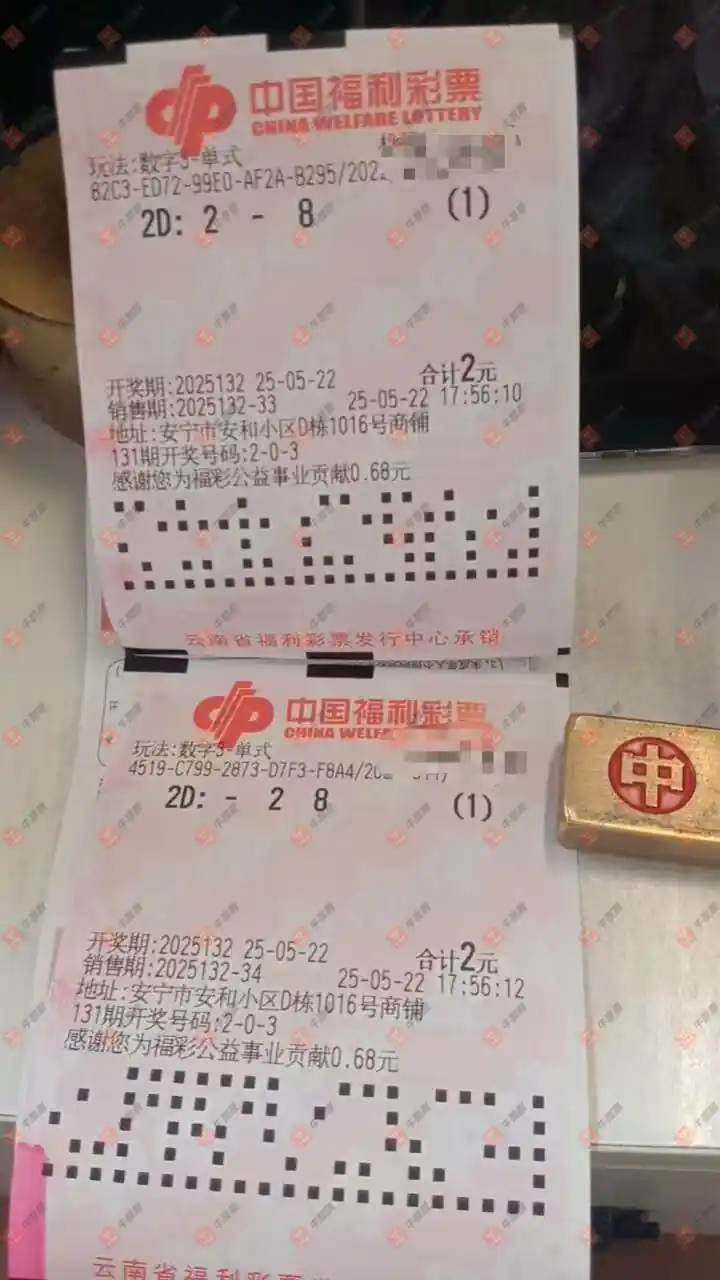 中国福利彩票
CHINA WELFARE LOTTERY
玩法:数字3-单式
82C3-ED72-99E0-AF2A-B295/202
2D: 2 - 8 (1)
开奖期:2025132 25-05-22 合计2元
销售期:2025132-33 25-05-22 17:56:10
地址:安宁市安和小区D栋1016号商铺
131期开奖号码:2-0-3
感谢您为福彩公益事业贡献0.68元
云南省福利彩票发行中心承销
中国福利彩票
CHINA WELFA
玩法:数字3-单式
4519-C799-2873-D7F3-F8A4/20
2D: - 2 8 (1)
中
开奖期:2025132 25-05-22 合计2元
销售期:2025132-34 25-05-22 17:56:12
地址:安宁市安和小区D栋1016号商铺
131期开奖号码:2-0-3
感谢您为福彩公益事业贡献0.68元
云南省福利彩票